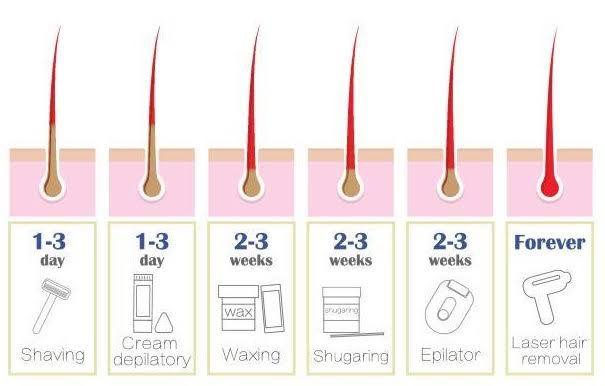 1-3
day
Shaving
1-3
day
Cream
depilatory
2-3
weeks
wax
Waxing
2-3
weeks
shugaring
Shugaring
2-3
weeks
Epilator
Forever
Laser hair
removal